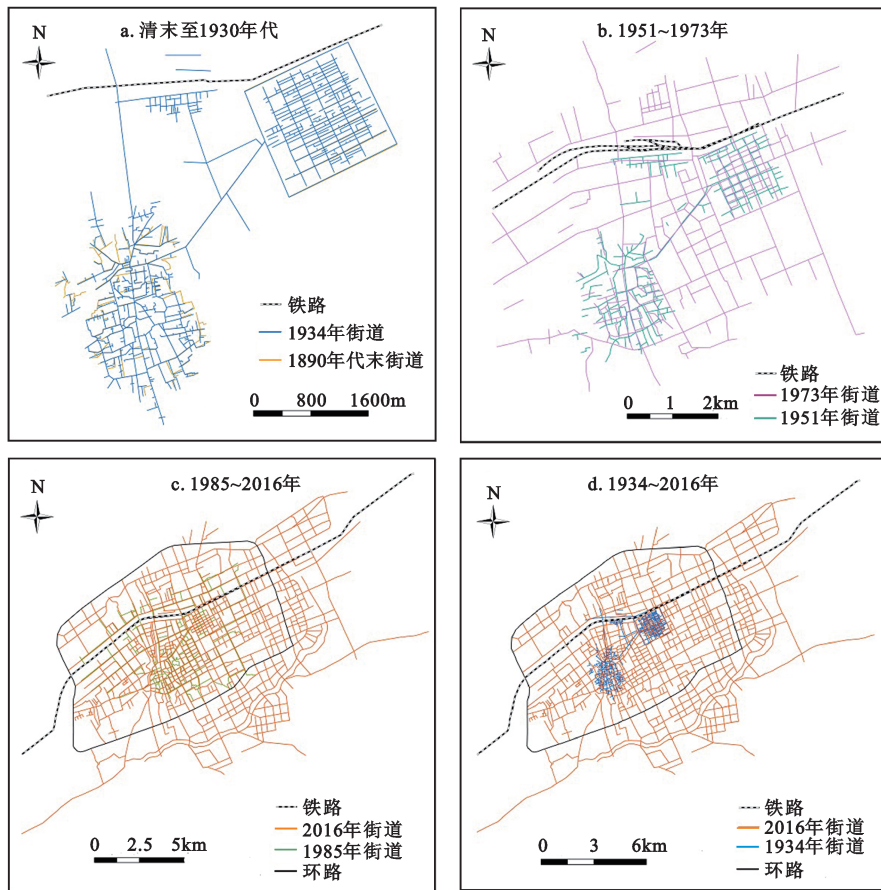 a. 清末至1930年代
N
铁路
1934年街道
1890年代末街道
0 800 1600m
b. 1951~1973年
N
铁路
1973年街道
1951年街道
0 1 2km
c. 1985~2016年
N
铁路
2016年街道
1985年街道
环路
0 2.5 5km
d. 1934~2016年
N
铁路
2016年街道
1934年街道
环路
0 3 6km